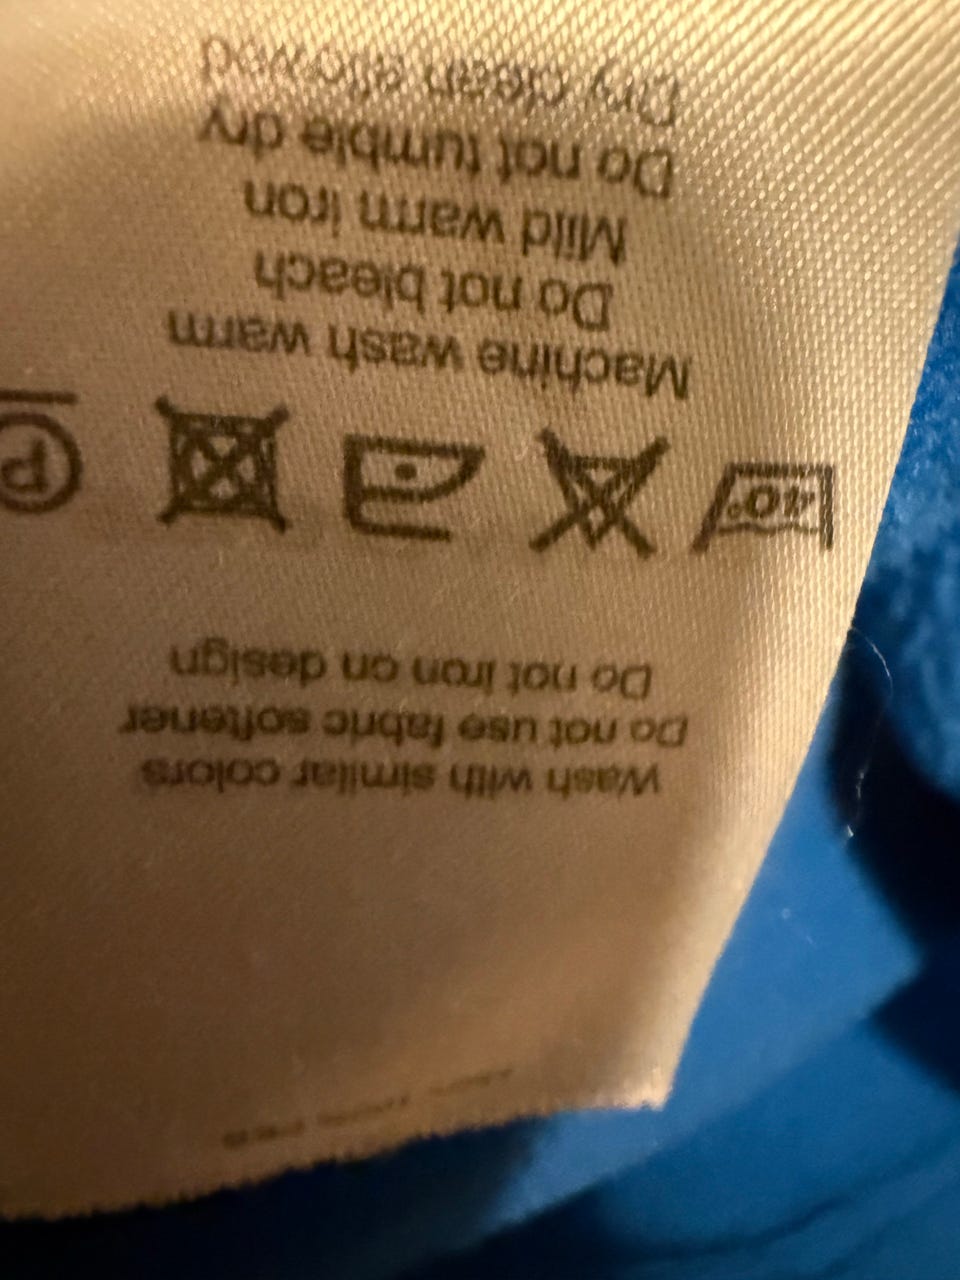 Wash with similar colors
Do not use fabric softener
Do not iron on design
40° P
Machine wash warm
Do not bleach
Mild warm iron
Do not tumble dry
Dry clean allowed